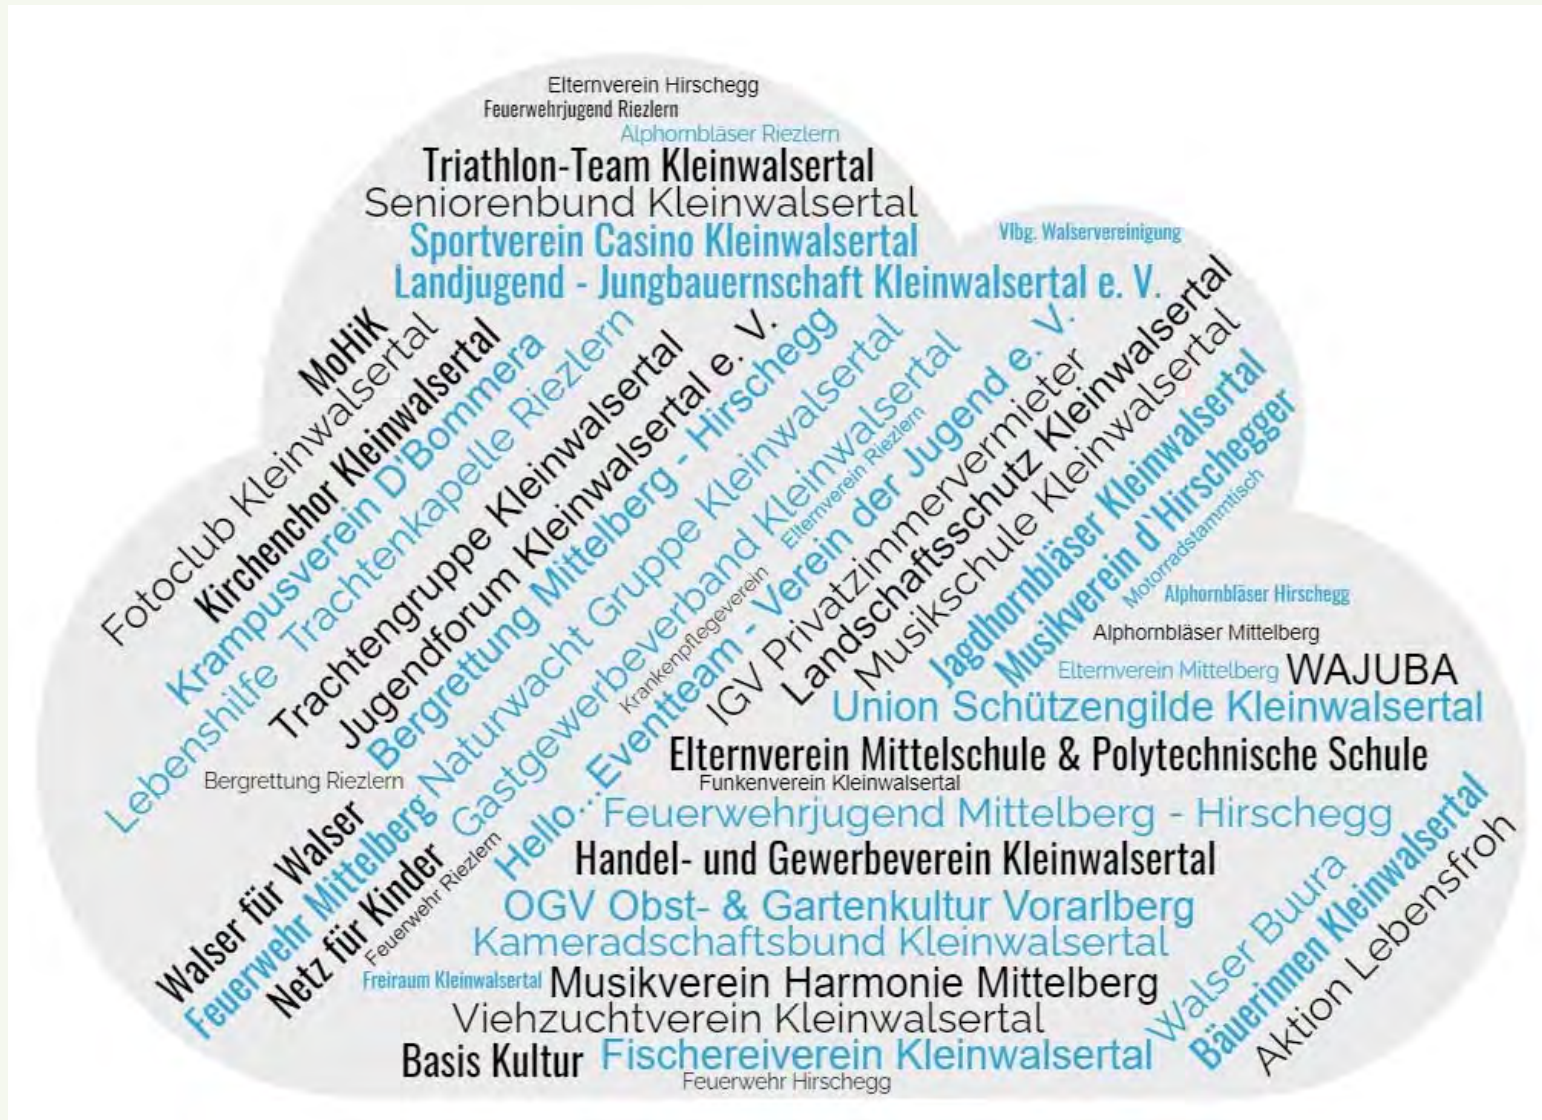 Elternverein Hirschegg
Feuerwehrjugend Riezlern
Alphornbläser Riezlern
Triathlon-Team Kleinwalsertal
Seniorenbund Kleinwalsertal
Sportverein Casino Kleinwalsertal
Vlbg. Walservereinigung
Landjugend - Jungbauernschaft Kleinwalsertal e. V.
MoHiK
Fotoclub Kleinwalsertal
Kirchenchor Kleinwalsertal
Krampusverein D'Bommera
Lebenshilfe
Trachtenkapelle Riezlern
Trachtengruppe Kleinwalsertal
Jugendforum Kleinwalsertal e. V.
Bergrettung Mittelberg - Hirschegg
Naturwacht Gruppe Kleinwalsertal
Gastgewerbeverband Kleinwalsertal
Elternverein Riezlern
Krankenpflegeverein
Hello... Eventteam - Verein der Jugend e. V.
IGV Privatzimmervermieter
Landschaftsschutz Kleinwalsertal
Musikschule Kleinwalsertal
Jagdhornbläser Kleinwalsertal
Musikverein d`Hirschegger
Motorradstammtisch
Alphornbläser Hirschegg
Alphornbläser Mittelberg
Elternverein Mittelberg
WAJUBA
Union Schützengilde Kleinwalsertal
Elternverein Mittelschule & Polytechnische Schule
Bergrettung Riezlern
Funkenverein Kleinwalsertal
Feuerwehrjugend Mittelberg - Hirschegg
Walser für Walser
Feuerwehr Mittelberg
Netz für Kinder
Feuerwehr Riezlern
Handel- und Gewerbeverein Kleinwalsertal
OGV Obst- & Gartenkultur Vorarlberg
Kameradschaftsbund Kleinwalsertal
Freiraum Kleinwalsertal
Musikverein Harmonie Mittelberg
Viehzuchtverein Kleinwalsertal
Basis Kultur
Fischereiverein Kleinwalsertal
Feuerwehr Hirschegg
Walser Buura
Bäuerinnen Kleinwalsertal
Aktion Lebensfroh